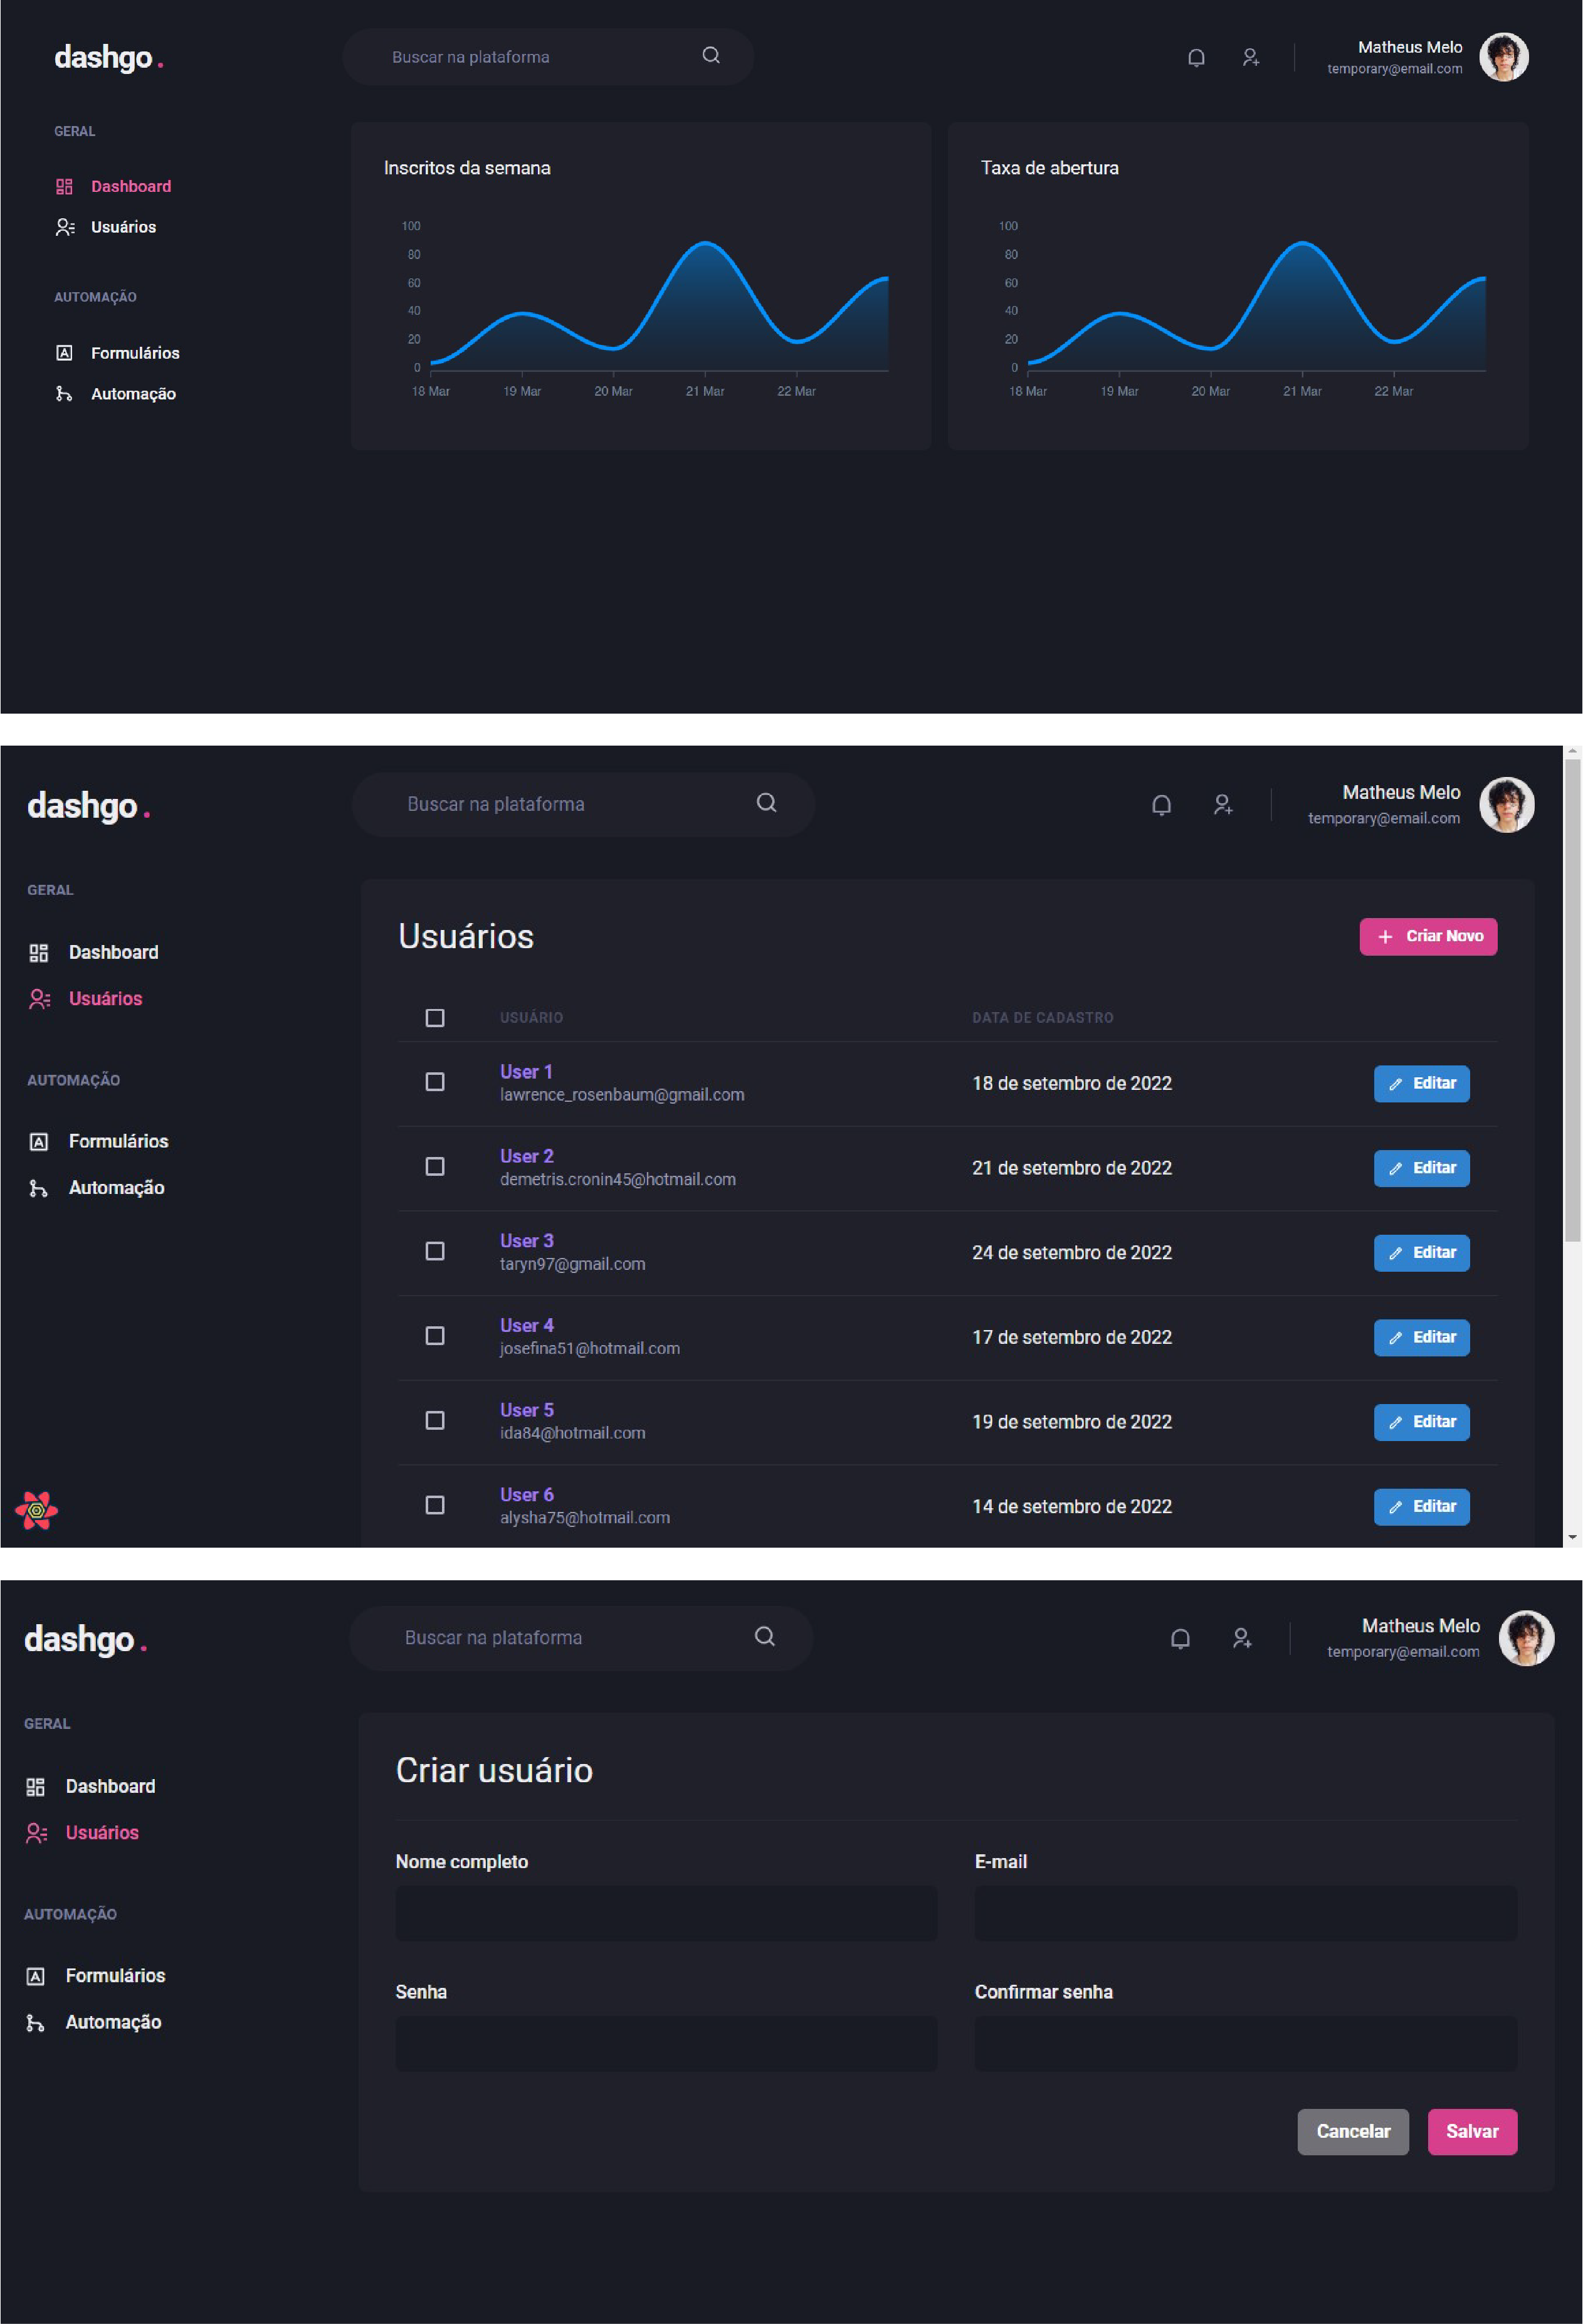 dashgo.
Buscar na plataforma
Matheus Melo
temporary@email.com
GERAL
Dashboard
Usuários
AUTOMAÇÃO
Formulários
Automação
Inscritos da semana
100
80
60
40
20
0
18 Mar 19 Mar 20 Mar 21 Mar 22 Mar
Taxa de abertura
100
80
60
40
20
0
18 Mar 19 Mar 20 Mar 21 Mar 22 Mar
dashgo.
Buscar na plataforma
Matheus Melo
temporary@email.com
GERAL
Dashboard
Usuários
AUTOMAÇÃO
Formulários
Automação
Usuários
+ Criar Novo
USUÁRIO DATA DE CADASTRO
User 1
lawrence_rosenbaum@gmail.com
18 de setembro de 2022
Editar
User 2
demetris.cronin45@hotmail.com
21 de setembro de 2022
Editar
User 3
taryn97@gmail.com
24 de setembro de 2022
Editar
User 4
josefina51@hotmail.com
17 de setembro de 2022
Editar
User 5
ida84@hotmail.com
19 de setembro de 2022
Editar
User 6
alysha75@hotmail.com
14 de setembro de 2022
Editar
dashgo.
Buscar na plataforma
Matheus Melo
temporary@email.com
GERAL
Dashboard
Usuários
AUTOMAÇÃO
Formulários
Automação
Criar usuário
Nome completo
E-mail
Senha
Confirmar senha
Cancelar
Salvar